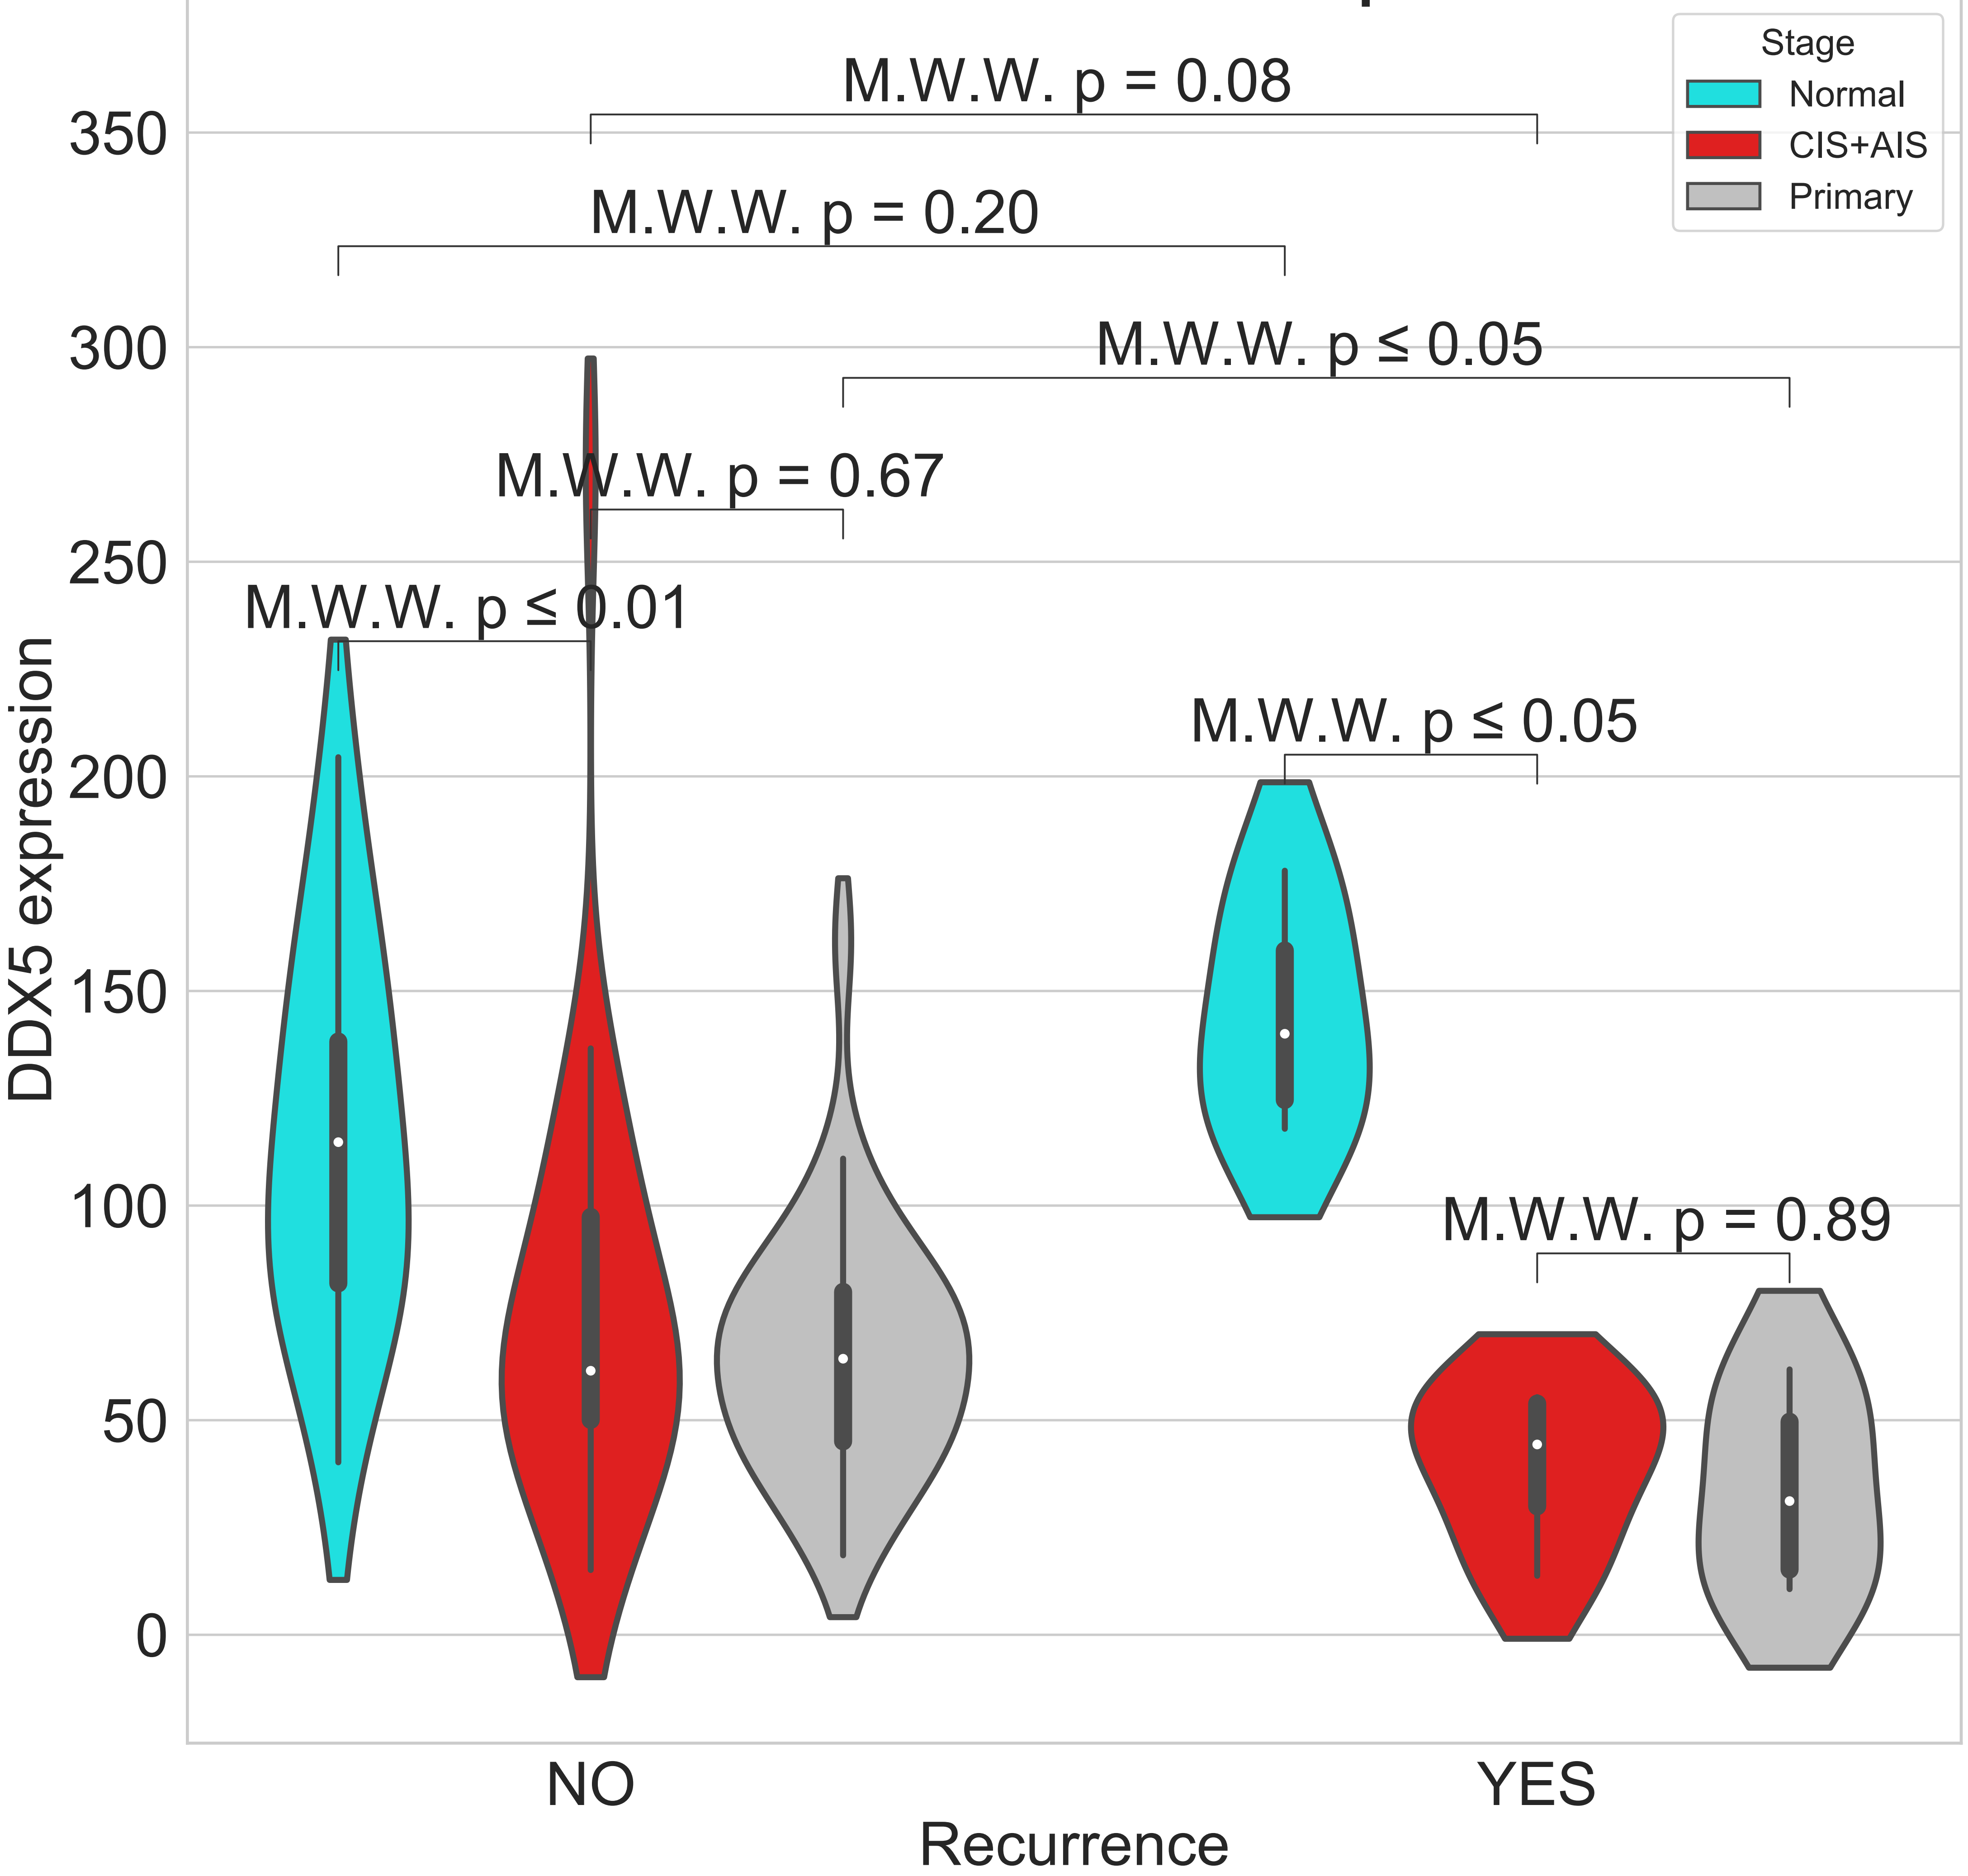 Stage
Normal
CIS+AIS
Primary
M.W.W. p = 0.08
M.W.W. p = 0.20
M.W.W. p ≤ 0.05
M.W.W. p = 0.67
M.W.W. p ≤ 0.01
M.W.W. p ≤ 0.05
M.W.W. p = 0.89
350
300
250
200
150
100
50
0
DDX5 expression
NO
YES
Recurrence